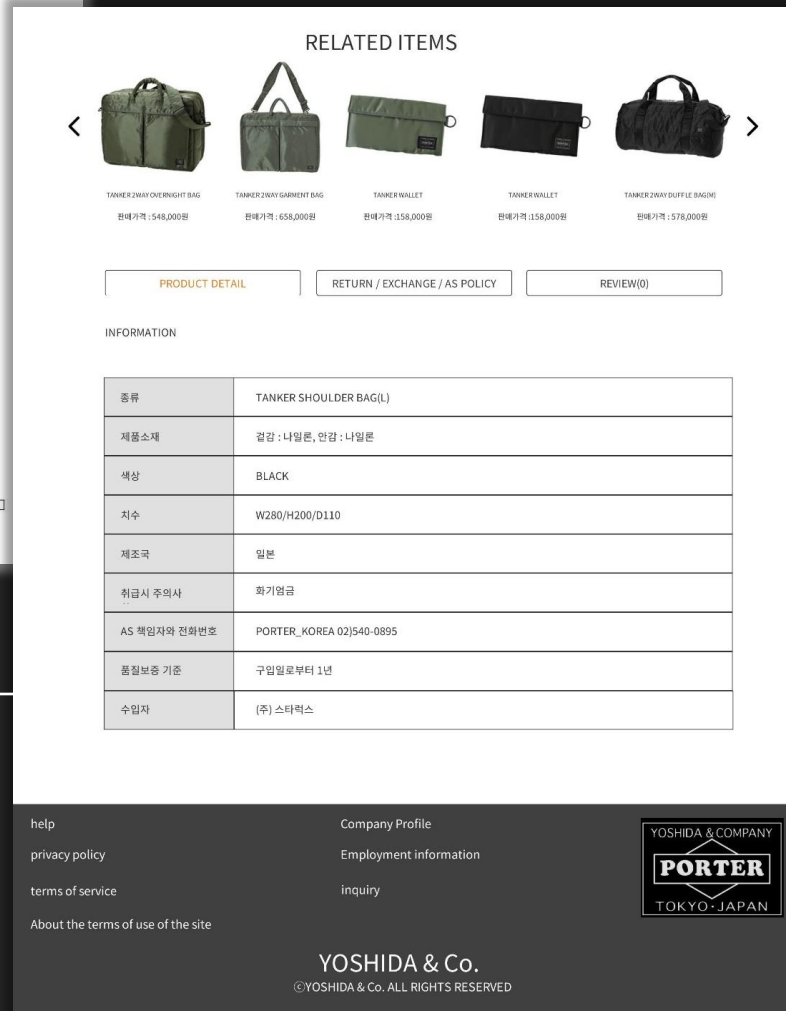 RELATED ITEMS
TANKER 2WAY OVERNIGHT BAG
판매가격 : 548,000원
TANKER 2WAY GARMENT BAG
판매가격 : 658,000원
TANKER WALLET
판매가격 :158,000원
TANKER WALLET
판매가격 :158,000원
TANKER 2WAY DUFFLE BAG(M)
판매가격 : 578,000원
PRODUCT DETAIL
RETURN / EXCHANGE / AS POLICY
REVIEW(0)
INFORMATION
종류 TANKER SHOULDER BAG(L)
제품소재 겉감 : 나일론, 안감 : 나일론
색상 BLACK
치수 W280/H200/D110
제조국 일본
취급시 주의사 화기엄금
AS 책임자와 전화번호 PORTER_KOREA 02)540-0895
품질보증 기준 구입일로부터 1년
수입자 (주) 스타럭스
help
privacy policy
terms of service
About the terms of use of the site
Company Profile
Employment information
inquiry
YOSHIDA & COMPANY
PORTER
TOKYO·JAPAN
YOSHIDA & Co.
ⓒYOSHIDA & Co. ALL RIGHTS RESERVED